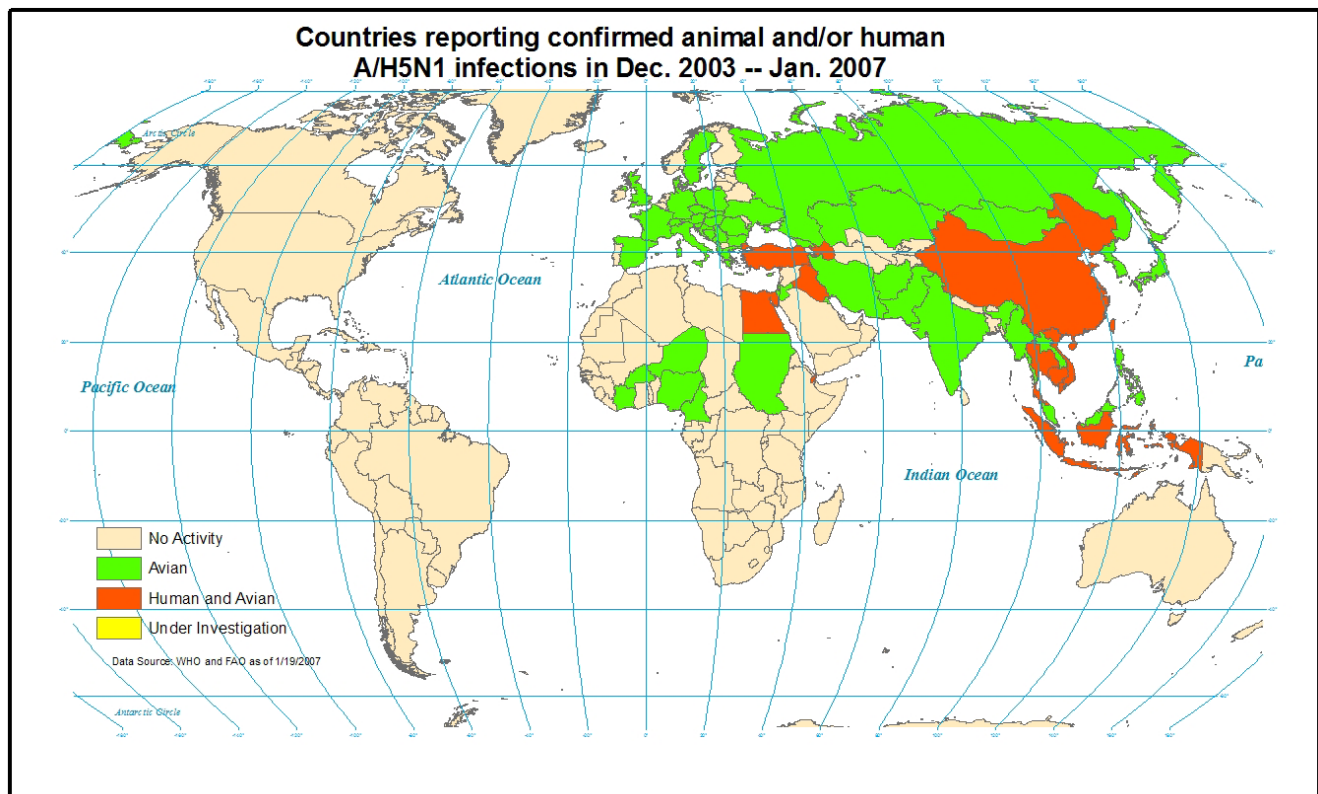 Countries reporting confirmed animal and/or human
A/H5N1 infections in Dec. 2003 -- Jan. 2007
Arctic Circle
Atlantic Ocean
Pacific Ocean
Pa
Indian Ocean
No Activity
Avian
Human and Avian
Under Investigation
Data Source: WHO and FAO as of 1/19/2007
Antarctic Circle